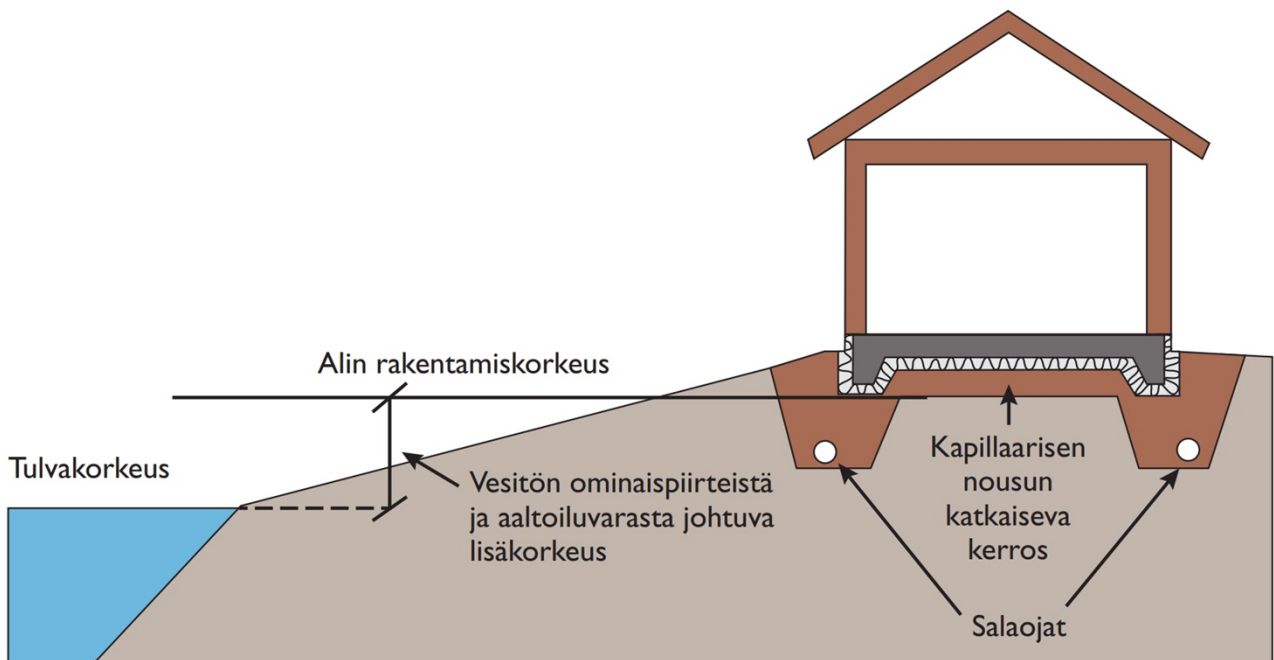 Alin rakentamiskorkeus
Tulvakorkeus
Vesitön ominaispiirteistä
ja aaltoiluvarasta johtuva
lisäkorkeus
Kapillaarisen
nousun
katkaiseva
kerros
Salaojat